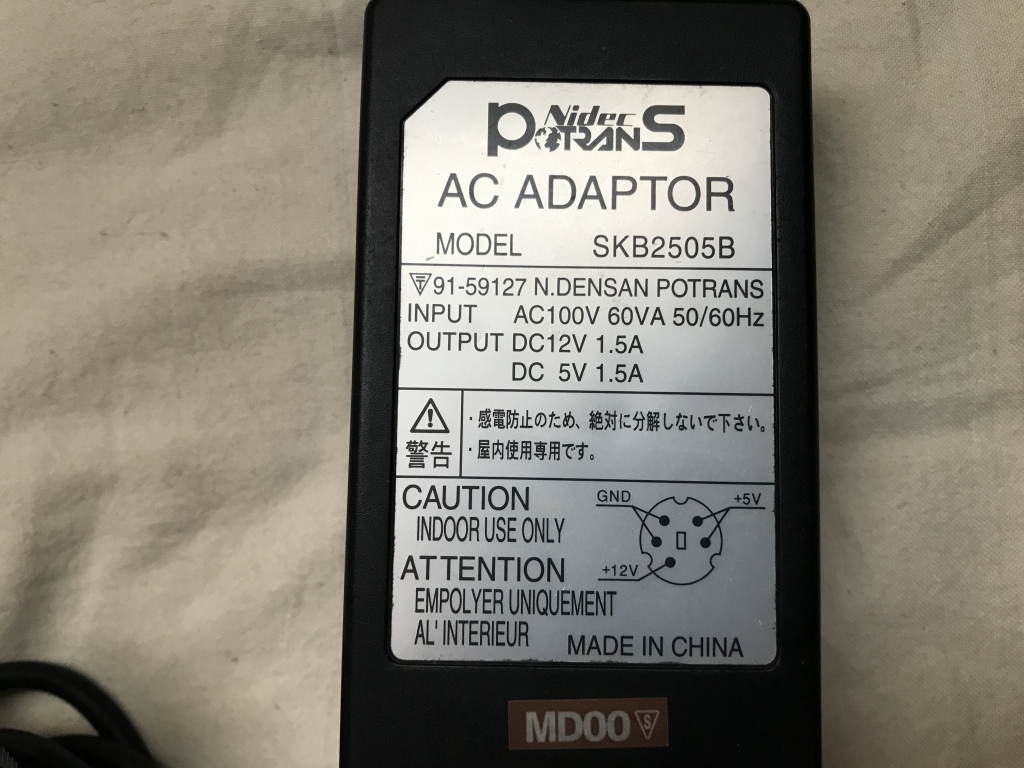 Nidec
POTRANS
AC ADAPTOR
MODEL SKB2505B
91-59127 N.DENSAN POTRANS
INPUT AC100V 60VA 50/60Hz
OUTPUT DC12V 1.5A
DC 5V 1.5A
警告
・感電防止のため、絶対に分解しないで下さい。
・屋内使用専用です。
CAUTION
INDOOR USE ONLY
ATTENTION
EMPOLYER UNIQUEMENT
AL' INTERIEUR
GND
+5V
+12V
MADE IN CHINA
MD00 S